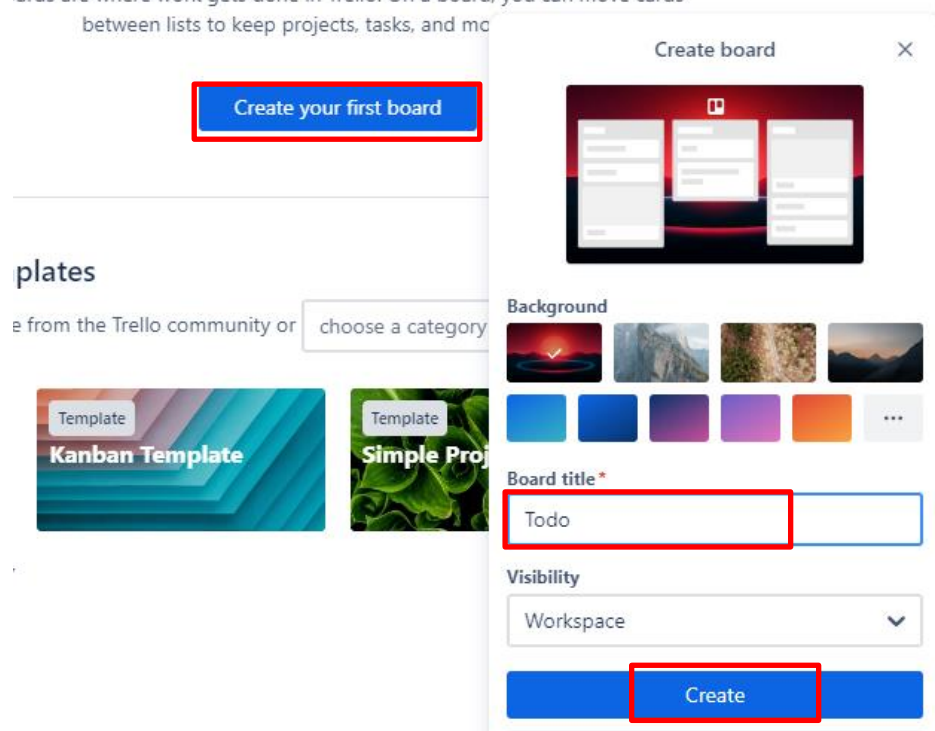 between lists to keep projects, tasks, and mo
Create your first board
plates
e from the Trello community or
choose a category
Template
Kanban Template
Template
Simple Proj
Create board
Background
Board title*
Todo
Visibility
Workspace
Create